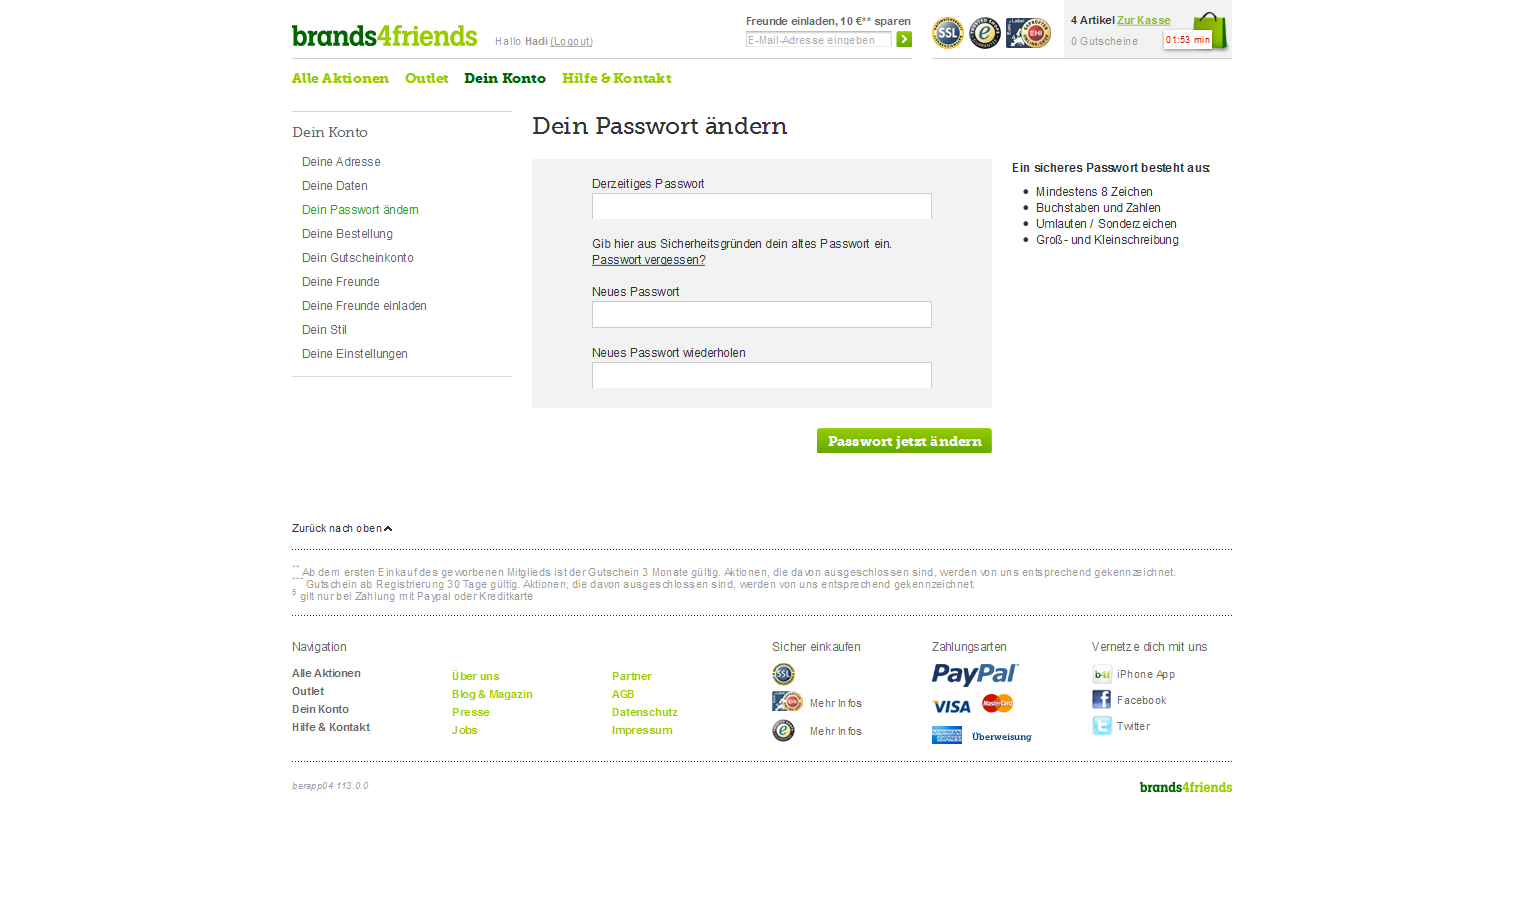 brands4friends
Hallo Hadi (Logout)
Freunde einladen, 10 €** sparen
E-Mail-Adresse eingeben
SSL
e
EHI
4 Artikel Zur Kasse
0 Gutscheine
01:53 min
Alle Aktionen Outlet Dein Konto Hilfe & Kontakt
Dein Konto
Deine Adresse
Deine Daten
Dein Passwort ändern
Deine Bestellung
Dein Gutscheinkonto
Deine Freunde
Deine Freunde einladen
Dein Stil
Deine Einstellungen
Dein Passwort ändern
Derzeitiges Passwort
Gib hier aus Sicherheitsgründen dein altes Passwort ein.
Passwort vergessen?
Neues Passwort
Neues Passwort wiederholen
Passwort jetzt ändern
Ein sicheres Passwort besteht aus:
Mindestens 8 Zeichen
Buchstaben und Zahlen
Umlauten / Sonderzeichen
Groß- und Kleinschreibung
Zurück nach oben
**Ab dem ersten Einkauf des geworbenen Mitglieds ist der Gutschein 3 Monate gültig. Aktionen, die davon ausgeschlossen sind, werden von uns entsprechend gekennzeichnet.
***Gutschein ab Registrierung 30 Tage gültig. Aktionen, die davon ausgeschlossen sind, werden von uns entsprechend gekennzeichnet.
5 gilt nur bei Zahlung mit Paypal oder Kreditkarte
Navigation
Alle Aktionen
Outlet
Dein Konto
Hilfe & Kontakt
Über uns
Blog & Magazin
Presse
Jobs
Partner
AGB
Datenschutz
Impressum
Sicher einkaufen
SSL
EHI Mehr Infos
e Mehr Infos
Zahlungsarten
PayPal
VISA MasterCard
AMERICAN EXPRESS Überweisung
Vernetze dich mit uns
b4f iPhone App
Facebook
Twitter
berapp04 113.0.0
brands4friends